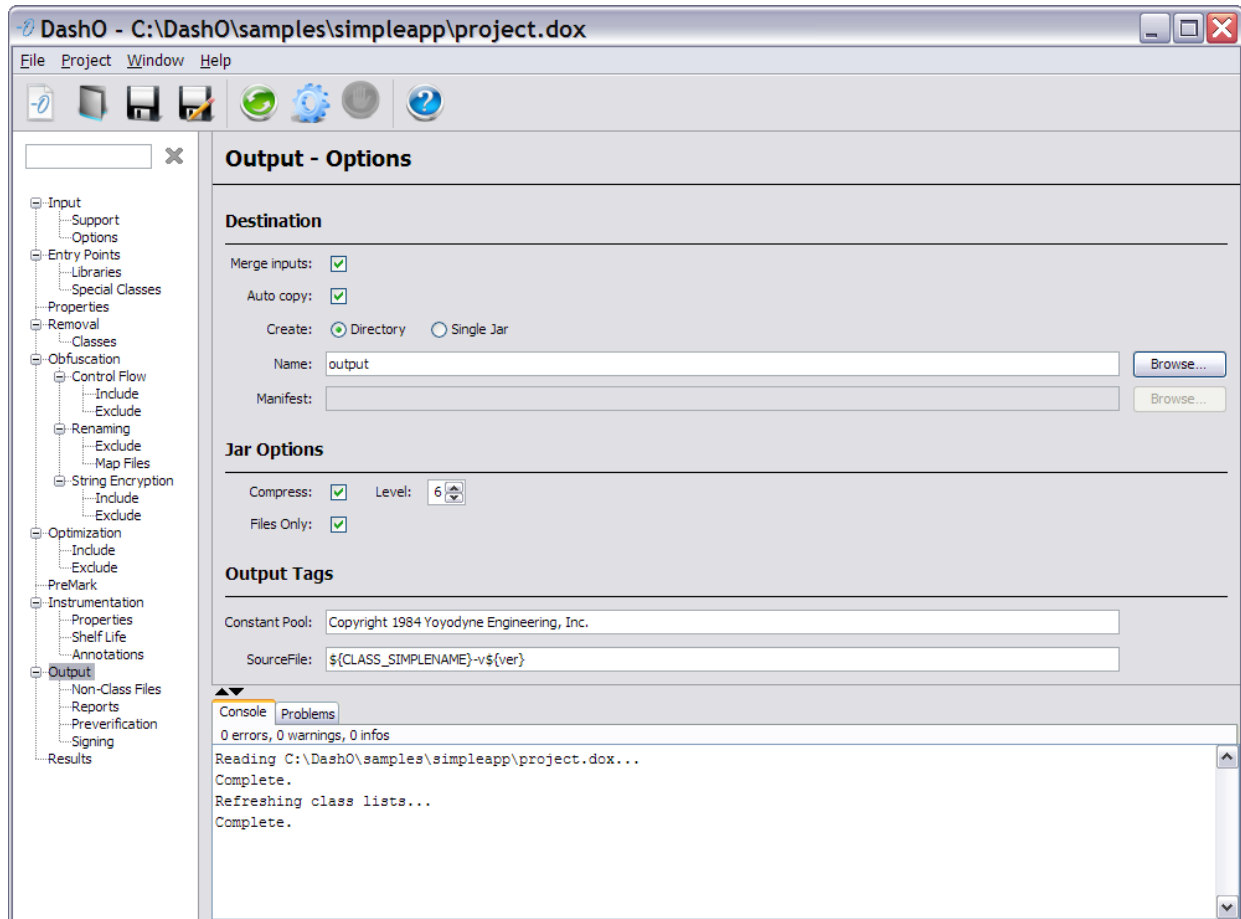 DashO - C:\DashO\samples\simpleapp\project.dox
File Project Window Help
Output - Options
Input
Support
Options
Entry Points
Libraries
Special Classes
Properties
Removal
Classes
Obfuscation
Control Flow
Include
Exclude
Renaming
Exclude
Map Files
String Encryption
Include
Exclude
Optimization
Include
Exclude
PreMark
Instrumentation
Properties
Shelf Life
Annotations
Output
Non-Class Files
Reports
Preverification
Signing
Results
Destination
Merge inputs:
Auto copy:
Create: Directory Single Jar
Name: output Browse...
Manifest: Browse...
Jar Options
Compress: Level: 6
Files Only:
Output Tags
Constant Pool: Copyright 1984 Yoyodyne Engineering, Inc.
SourceFile: ${CLASS_SIMPLENAME}-v${ver}
Console Problems
0 errors, 0 warnings, 0 infos
Reading C:\DashO\samples\simpleapp\project.dox...
Complete.
Refreshing class lists...
Complete.